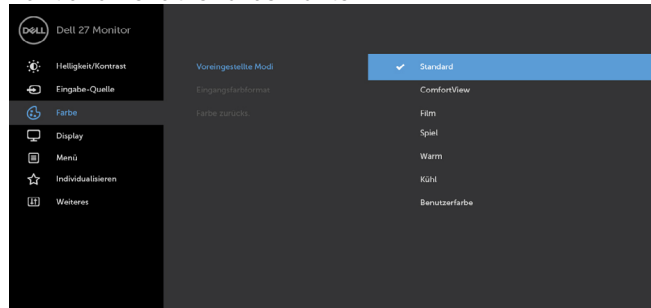 DELL
Dell 27 Monitor
Helligkeit/Kontrast
Eingabe-Quelle
Farbe
Display
Menü
Individualisieren
Weiteres
Voreingestellte Modi
Eingangsfarbformat
Farbe zurücks.
Standard
ComfortView
Film
Spiel
Warm
Kühl
Benutzerfarbe